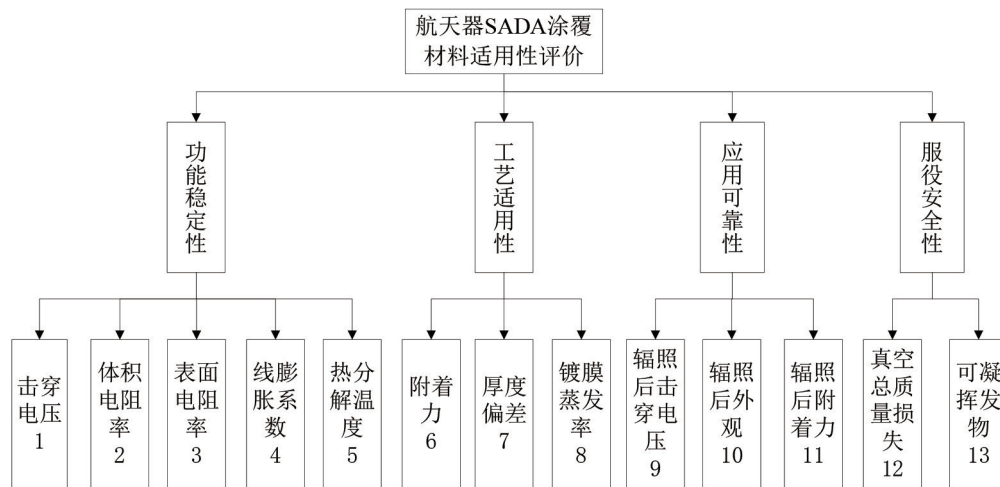 航天器SADA涂覆
材料适用性评价
功能稳定性
工艺适用性
应用可靠性
服役安全性
击穿
电压
1
体积
电阻
率
2
表面
电阻
率
3
线膨
胀系
数
4
热分
解温
度
5
附着
力
6
厚度
偏差
7
镀膜
蒸发
率
8
辐照
后击
穿电
压
9
辐照
后外
观
10
辐照
后附
着力
11
真空
总质
量损
失
12
可凝
挥发
物
13